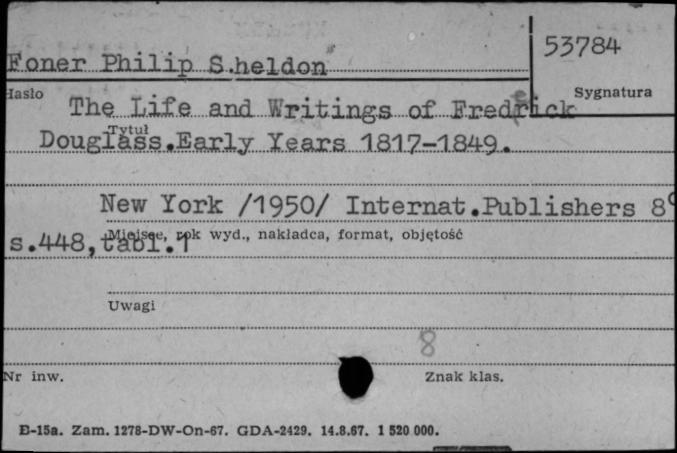 53784
Foner Philip S.heldon
Hasło
Sygnatura
The Life and Writings of Fredrick
Tytuł
Douglass.Early Years 1817-1849.
New York /1950/ Internat.Publishers 8°
Miejsce, rok wyd., nakładca, format, objętość
s.448,tabl.1
Uwagi
8
Nr inw.
Znak klas.
E-15a. Zam. 1278-DW-On-67. GDA-2429. 14.8.67. 1 520 000.